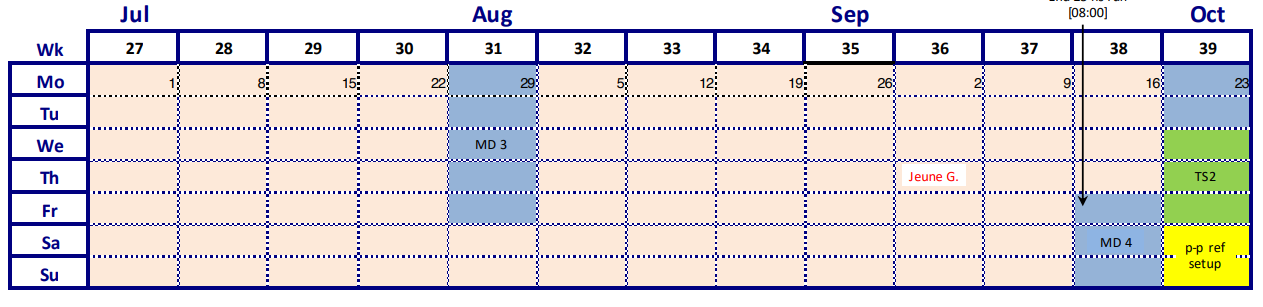 Jul Aug Sep Oct
[08:00]
Wk 27 28 29 30 31 32 33 34 35 36 37 38 39
Mo 1 8 15 22 29 5 12 19 26 2 9 16 23
Tu
We MD 3
Th Jeune G. TS2
Fr
Sa MD 4 p-p ref
setup
Su